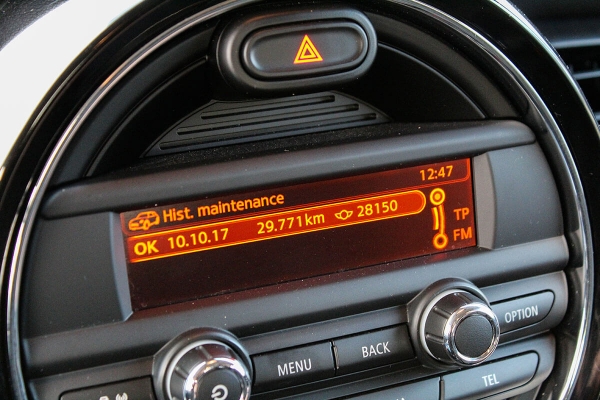 12:47
Hist. maintenance
OK 10.10.17 29.771km 28150
TP
FM
MENU
BACK
OPTION
TEL